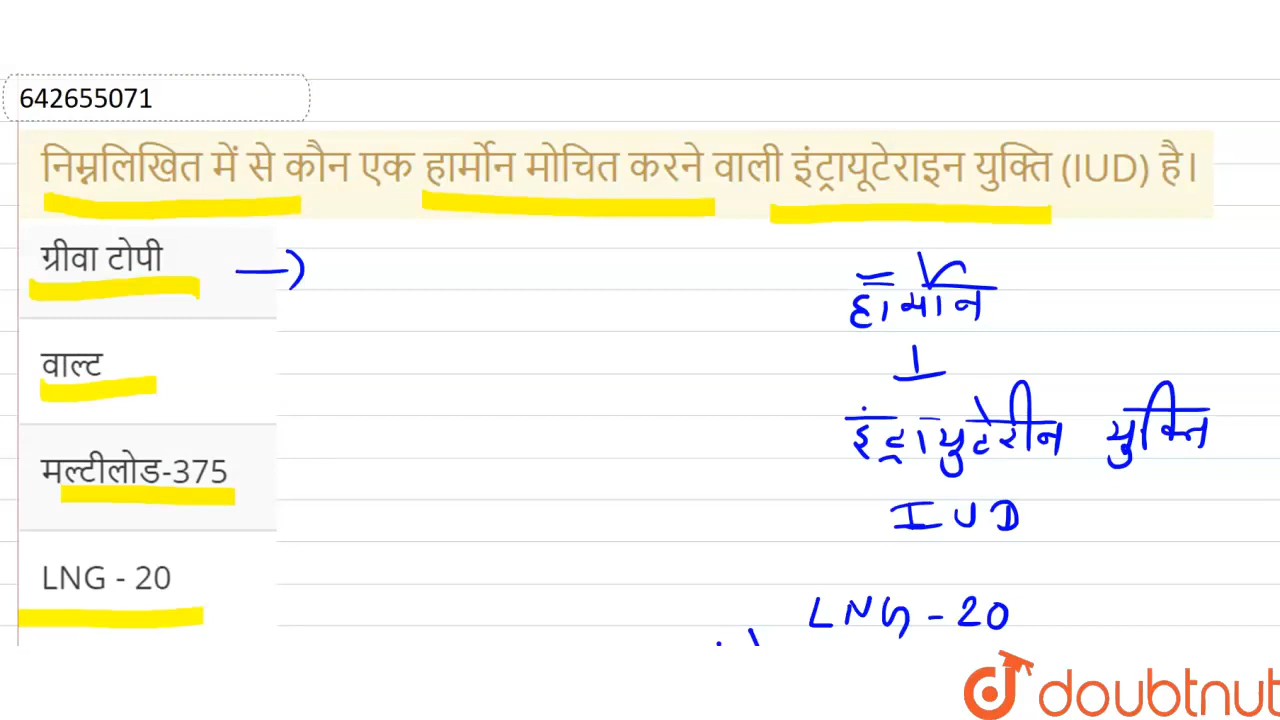 642655071
निम्नलिखित में से कौन एक हार्मोन मोचित करने वाली इंट्रायूटेराइन युक्ति (IUD) है।
ग्रीवा टोपी
वाल्ट
मल्टीलोड-375
LNG - 20
हामान
इंट्रायुटेरीन युक्ति
IUD
LNG-20
doubtnut